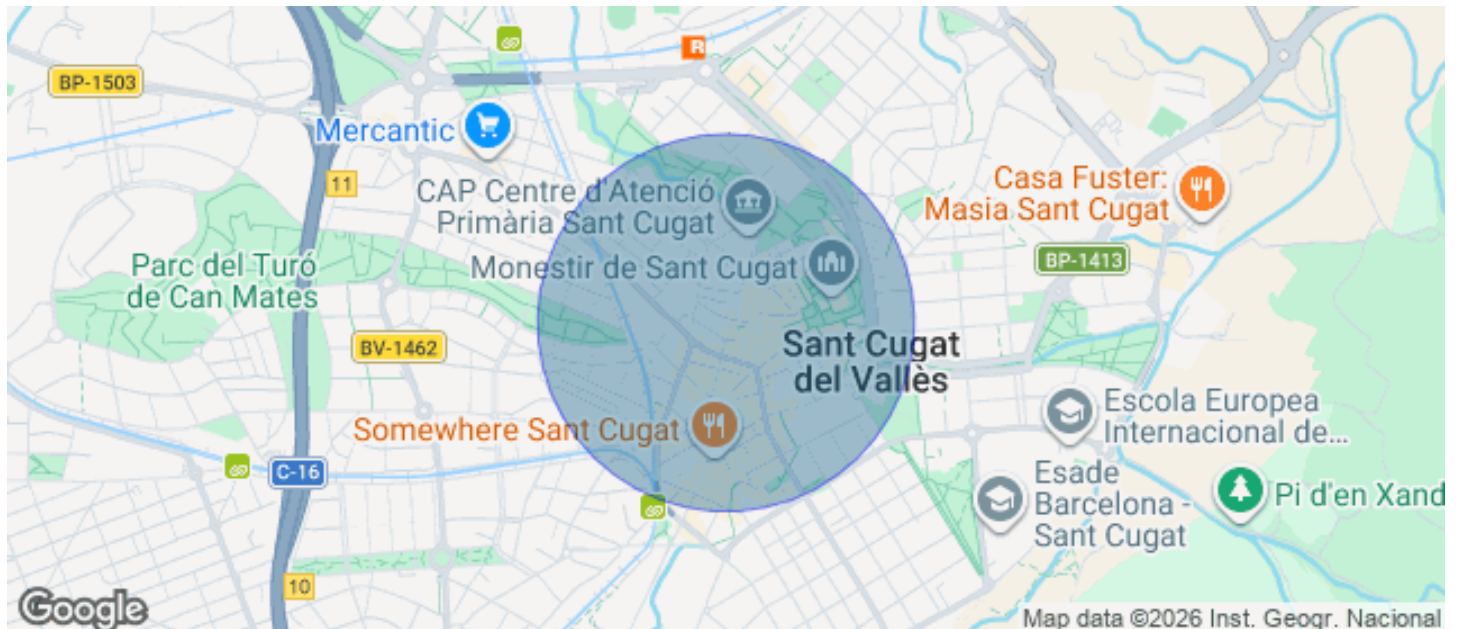 R
BP-1503
Mercantic
11
CAP Centre d'Atenció
Primària Sant Cugat
Casa Fuster:
Masia Sant Cugat
Monestir de Sant Cugat
BP-1413
Parc del Turó
de Can Mates
BV-1462
Sant Cugat
del Vallès
Somewhere Sant Cugat
Escola Europea
Internacional de...
C-16
Esade
Barcelona -
Sant Cugat
Pi d'en Xand
10
Google
Map data ©2026 Inst. Geogr. Nacional